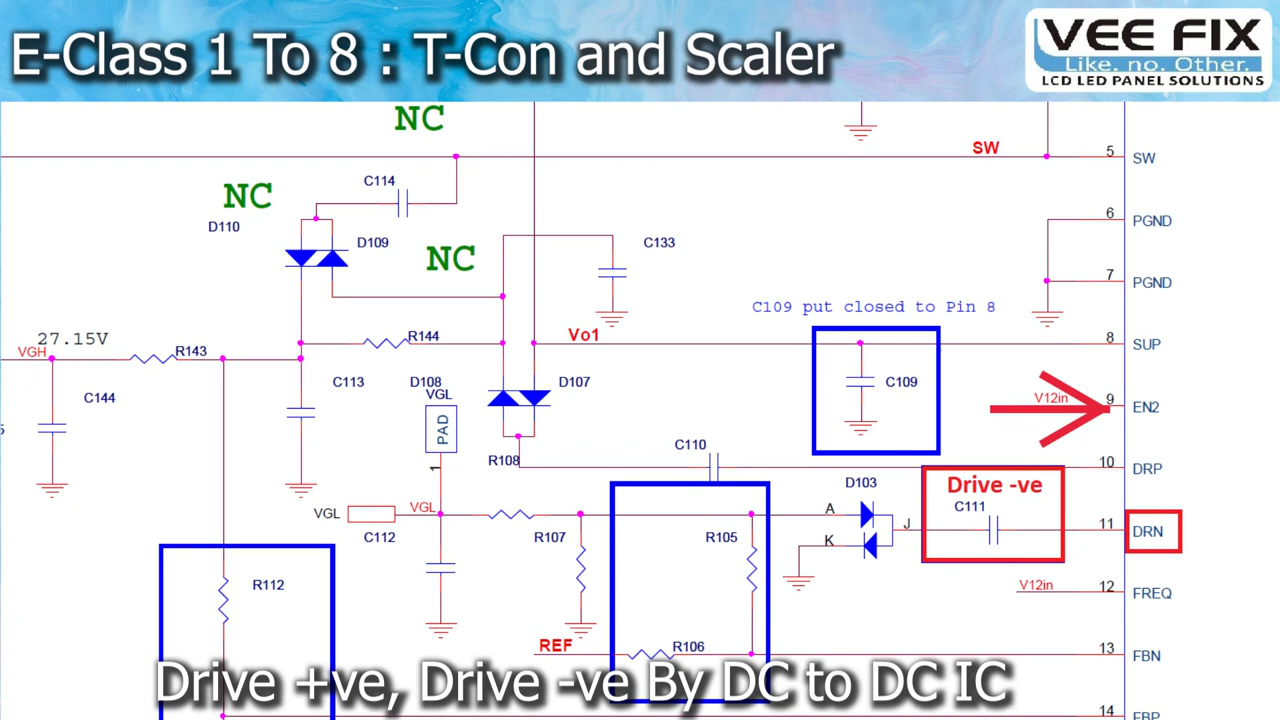 E-Class 1 To 8 : T-Con and Scaler
VEE FIX
Like. no. Other.
LCD LED PANEL SOLUTIONS
NC
SW
5
SW
C114
NC
D110
D109
6
PGND
NC
C133
7
PGND
C109 put closed to Pin 8
27.15V
VGH
R143
R144
Vo1
8
SUP
C144
C113
D108
VGL
D107
C109
V12in
9
EN2
PAD
1
R108
C110
10
DRP
Drive -ve
D103
C111
VGL
VGL
A
J
11
DRN
C112
R107
R105
K
R112
V12in
12
FREQ
REF
R106
13
FBN
Drive +ve, Drive -ve By DC to DC IC
14
FBP